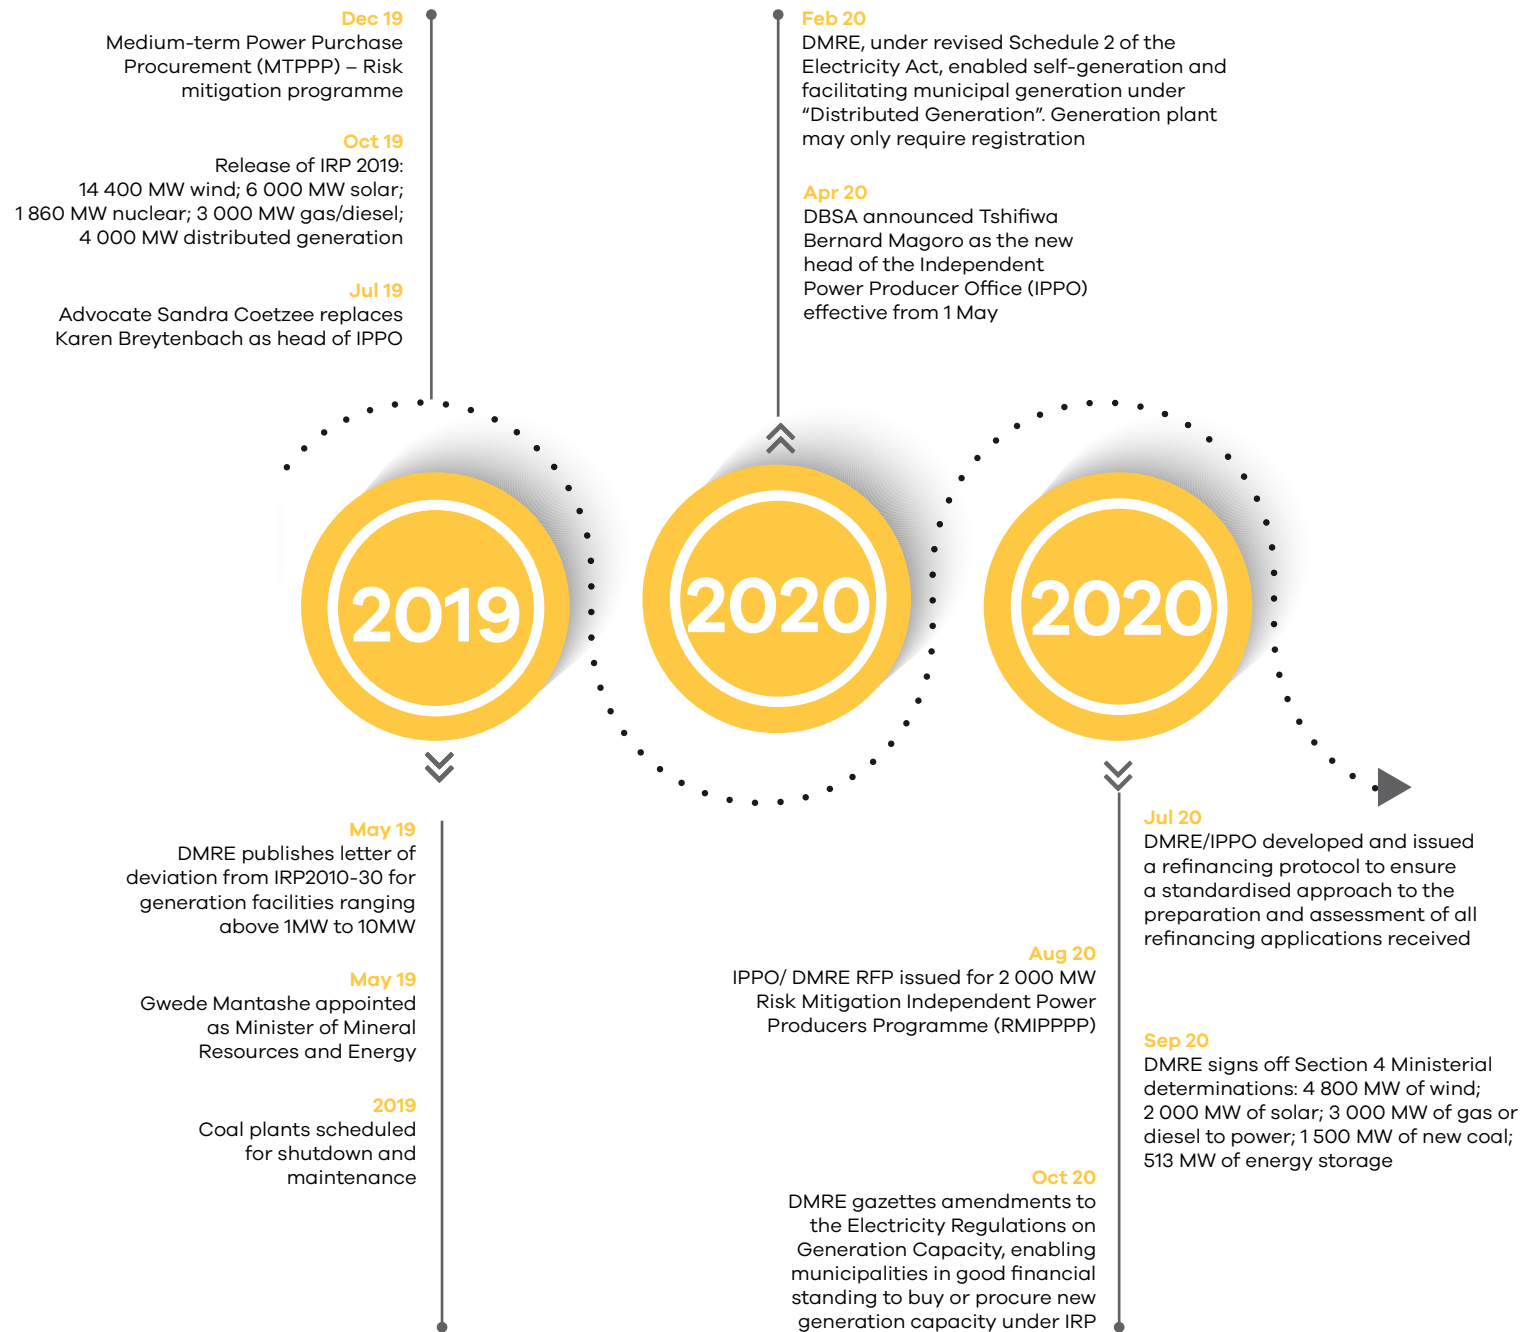 Dec 19
Medium-term Power Purchase
Procurement (MTPPP) – Risk
mitigation programme
Oct 19
Release of IRP 2019:
14 400 MW wind; 6 000 MW solar;
1 860 MW nuclear; 3 000 MW gas/diesel;
4 000 MW distributed generation
Jul 19
Advocate Sandra Coetzee replaces
Karen Breytenbach as head of IPPO
Feb 20
DMRE, under revised Schedule 2 of the
Electricity Act, enabled self-generation and
facilitating municipal generation under
“Distributed Generation”. Generation plant
may only require registration
Apr 20
DBSA announced Tshifiwa
Bernard Magoro as the new
head of the Independent
Power Producer Office (IPPO)
effective from 1 May
2019
2020
2020
May 19
DMRE publishes letter of
deviation from IRP2010-30 for
generation facilities ranging
above 1MW to 10MW
May 19
Gwede Mantashe appointed
as Minister of Mineral
Resources and Energy
2019
Coal plants scheduled
for shutdown and
maintenance
Jul 20
DMRE/IPPO developed and issued
a refinancing protocol to ensure
a standardised approach to the
preparation and assessment of all
refinancing applications received
Aug 20
IPPO/ DMRE RFP issued for 2 000 MW
Risk Mitigation Independent Power
Producers Programme (RMIPPPP)
Sep 20
DMRE signs off Section 4 Ministerial
determinations: 4 800 MW of wind;
2 000 MW of solar; 3 000 MW of gas or
diesel to power; 1 500 MW of new coal;
513 MW of energy storage
Oct 20
DMRE gazettes amendments to
the Electricity Regulations on
Generation Capacity, enabling
municipalities in good financial
standing to buy or procure new
generation capacity under IRP